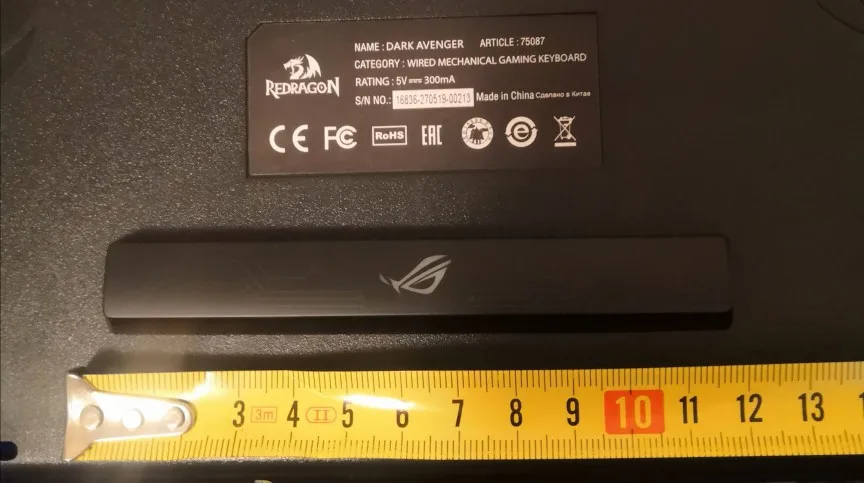 NAME : DARK AVENGER ARTICLE : 75087
CATEGORY : WIRED MECHANICAL GAMING KEYBOARD
REDRAGON
RATING : 5V 300mA
S/N NO.: 16836-270519-00213 Made in China Сделано в Китае
CE FC RoHS EAC e
3 3m 4 II 5 6 7 8 9 10 11 12 13